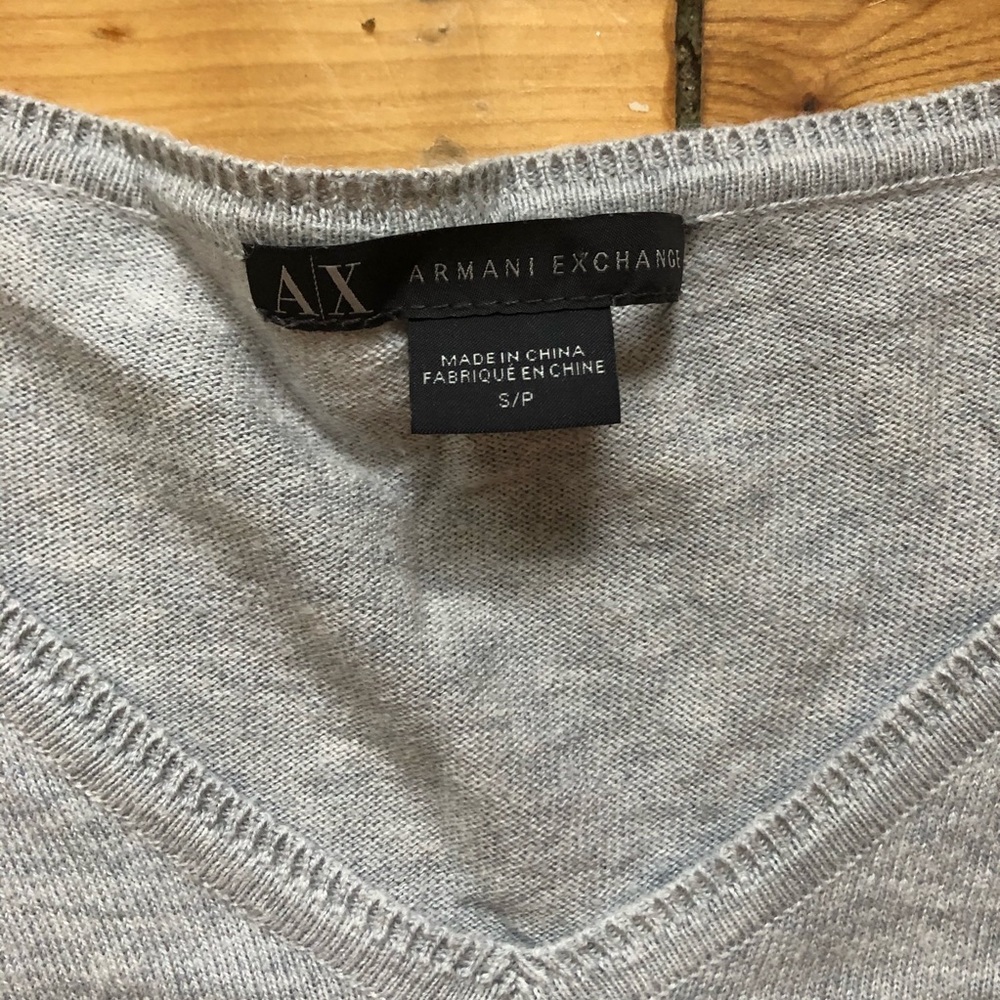 A|X ARMANI EXCHANGE
MADE IN CHINA
FABRIQUÉ EN CHINE
S/P